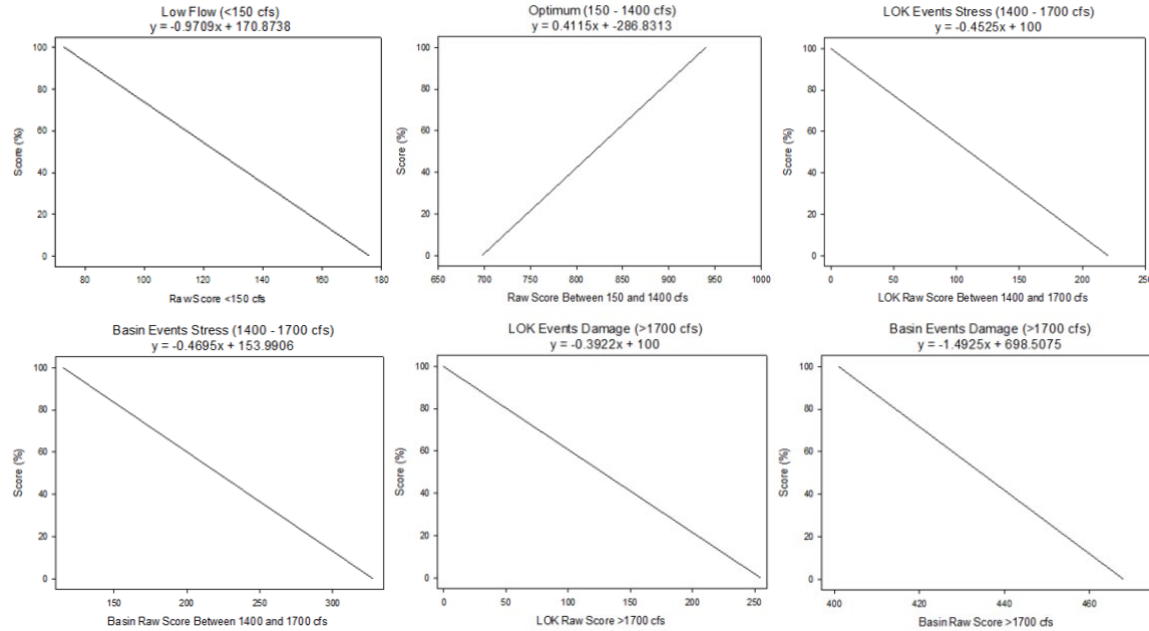 Low Flow (<150 cfs)
y = -0.9709x + 170.8738
100
80
60
40
20
0
Score (%)
80 100 120 140 160 180
Raw Score <150 cfs
Optimum (150 - 1400 cfs)
y = 0.4115x + -286.8313
100
80
60
40
20
0
Score (%)
650 700 750 800 850 900 950 1000
Raw Score Between 150 and 1400 cfs
LOK Events Stress (1400 - 1700 cfs)
y = -0.4525x + 100
100
80
60
40
20
0
Score (%)
0 50 100 150 200 250
LOK Raw Score Between 1400 and 1700 cfs
Basin Events Stress (1400 - 1700 cfs)
y = -0.4695x + 153.9906
100
80
60
40
20
0
Score (%)
150 200 250 300
Basin Raw Score Between 1400 and 1700 cfs
LOK Events Damage (>1700 cfs)
y = -0.3922x + 100
100
80
60
40
20
0
Score (%)
0 50 100 150 200 250
LOK Raw Score >1700 cfs
Basin Events Damage (>1700 cfs)
y = -1.4925x + 698.5075
100
80
60
40
20
0
Score (%)
400 420 440 460
Basin Raw Score >1700 cfs